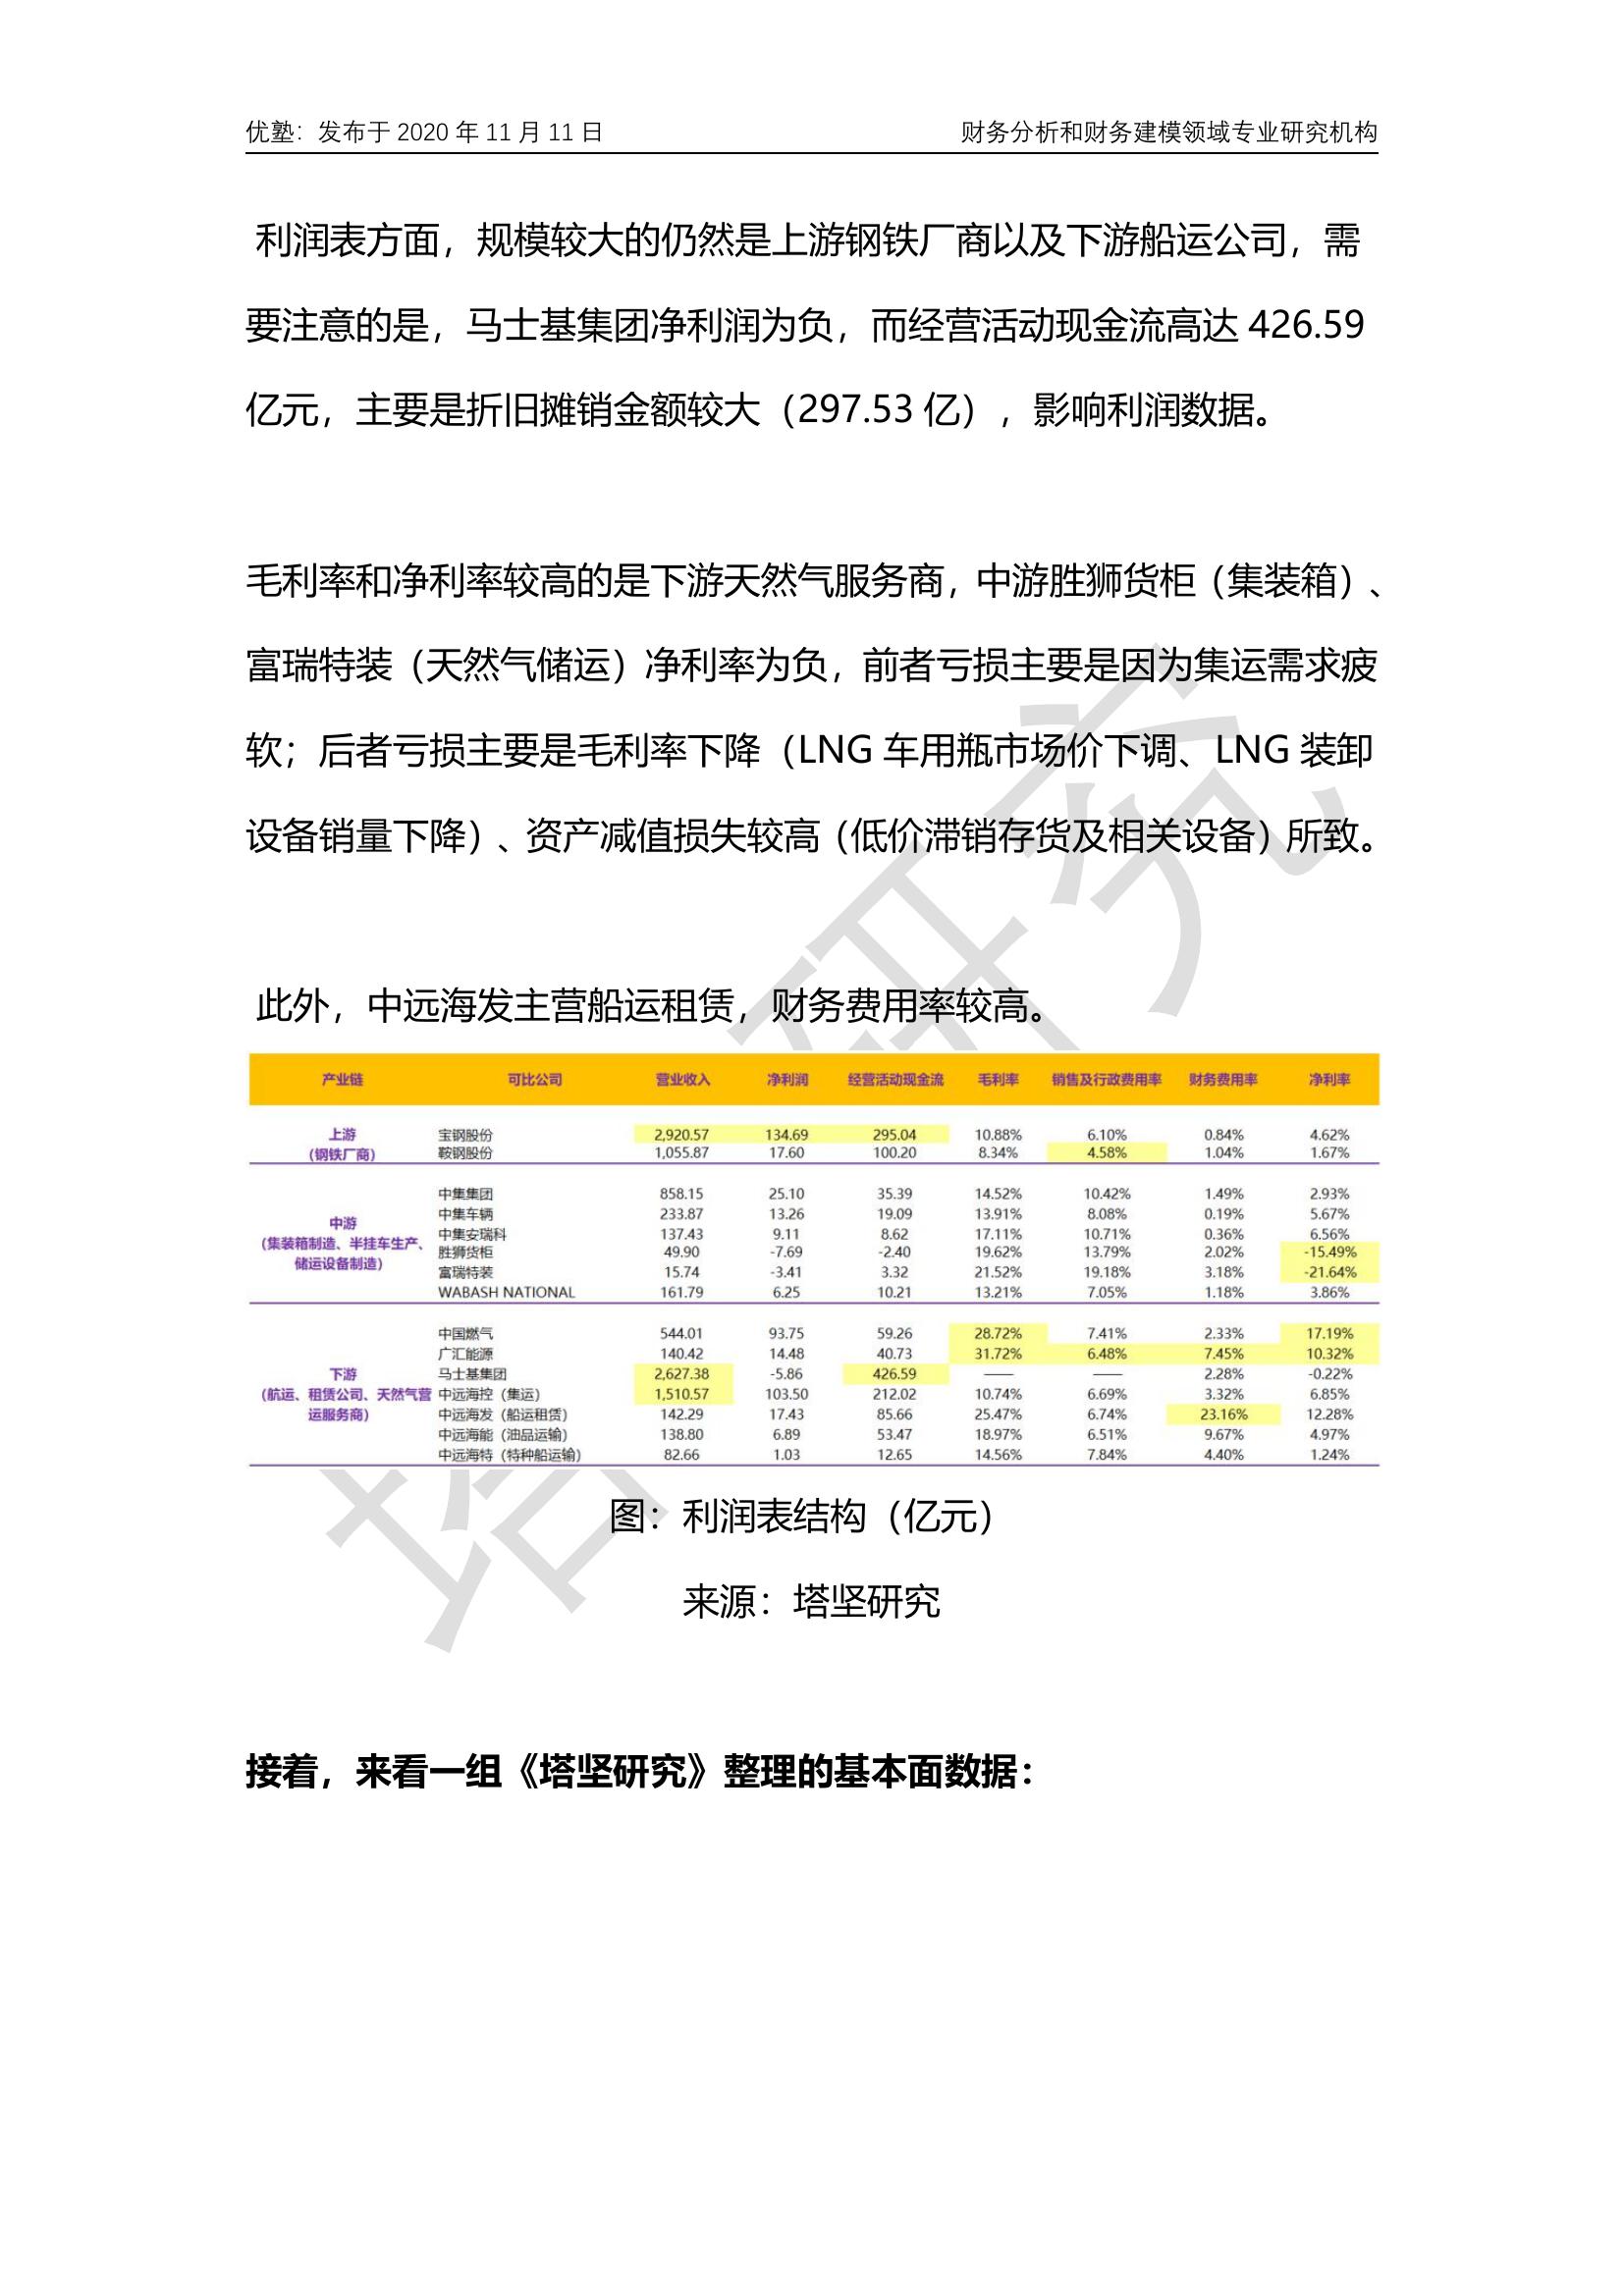 优塾：发布于 2020 年 11 月 11 日 财务分析和财务建模领域专业研究机构
利润表方面，规模较大的仍然是上游钢铁厂商以及下游船运公司，需
要注意的是，马士基集团净利润为负，而经营活动现金流高达 426.59
亿元，主要是折旧摊销金额较大（297.53 亿），影响利润数据。
毛利率和净利率较高的是下游天然气服务商，中游胜狮货柜（集装箱）、
富瑞特装（天然气储运）净利率为负，前者亏损主要是因为集运需求疲
软；后者亏损主要是毛利率下降（LNG 车用瓶市场价下调、LNG 装卸
设备销量下降）、资产减值损失较高（低价滞销存货及相关设备）所致。
此外，中远海发主营船运租赁，财务费用率较高。
产业链 可比公司 营业收入 净利润 经营活动现金流 毛利率 销售及行政费用率 财务费用率 净利率
上游
（钢铁厂商）
宝钢股份 2,920.57 134.69 295.04 10.88% 6.10% 0.84% 4.62%
鞍钢股份 1,055.87 17.60 100.20 8.34% 4.58% 1.04% 1.67%
中游
（集装箱制造、半挂车生产、
储运设备制造）
中集集团 858.15 25.10 35.39 14.52% 10.42% 1.49% 2.93%
中集车辆 233.87 13.26 19.09 13.91% 8.08% 0.19% 5.67%
中集安瑞科 137.43 9.11 8.62 17.11% 10.71% 0.36% 6.56%
胜狮货柜 49.90 -7.69 -2.40 19.62% 13.79% 2.02% -15.49%
富瑞特装 15.74 -3.41 3.32 21.52% 19.18% 3.18% -21.64%
WABASH NATIONAL 161.79 6.25 10.21 13.21% 7.05% 1.18% 3.86%
下游
（航运、租赁公司、天然气营
运服务商）
中国燃气 544.01 93.75 59.26 28.72% 7.41% 2.33% 17.19%
广汇能源 140.42 14.48 40.73 31.72% 6.48% 7.45% 10.32%
马士基集团 2,627.38 -5.86 426.59 —— —— 2.28% -0.22%
中远海控（集运） 1,510.57 103.50 212.02 10.74% 6.69% 3.32% 6.85%
中远海发（船运租赁） 142.29 17.43 85.66 25.47% 6.74% 23.16% 12.28%
中远海能（油品运输） 138.80 6.89 53.47 18.97% 6.51% 9.67% 4.97%
中远海特（特种船运输） 82.66 1.03 12.65 14.56% 7.84% 4.40% 1.24%
图：利润表结构（亿元）
来源：塔坚研究
接着，来看一组《塔坚研究》整理的基本面数据：